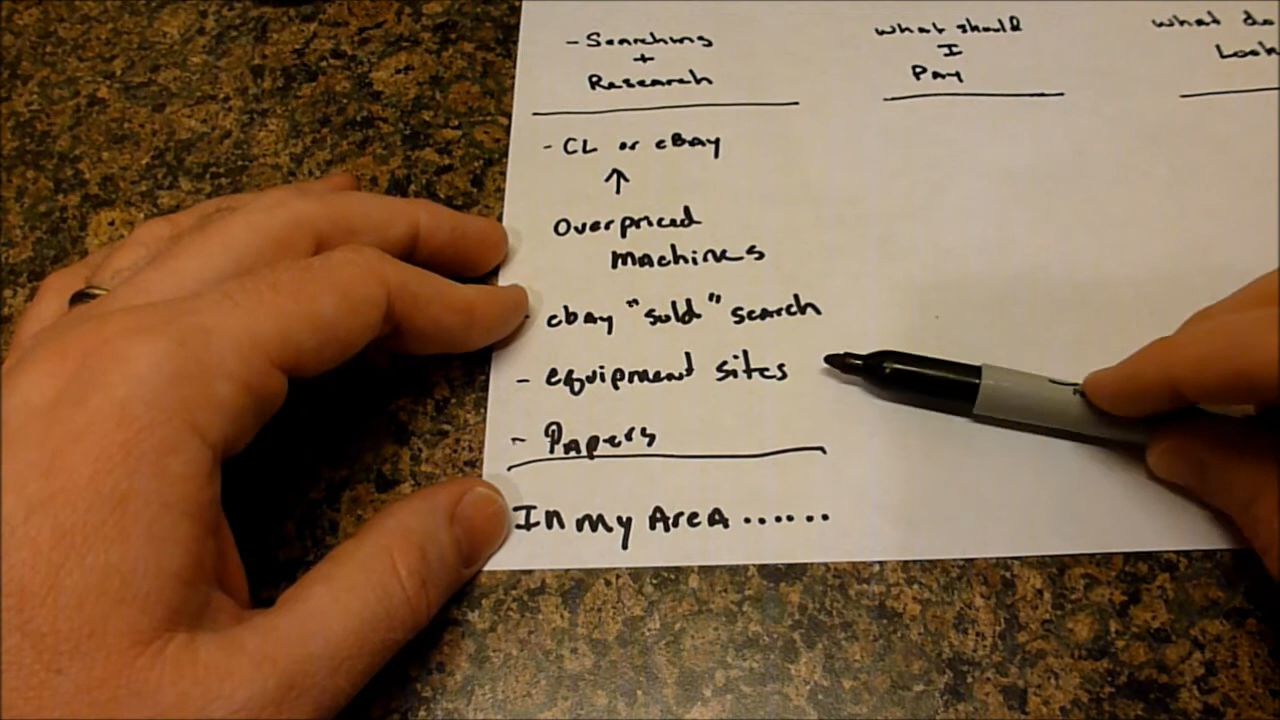 - Searching
+
Research
- CL or eBay
↑
Overpriced
Machines
- ebay "sold" search
- equipment sites
- Papers
In my Area ......
what should
I
Pay
what do
Look